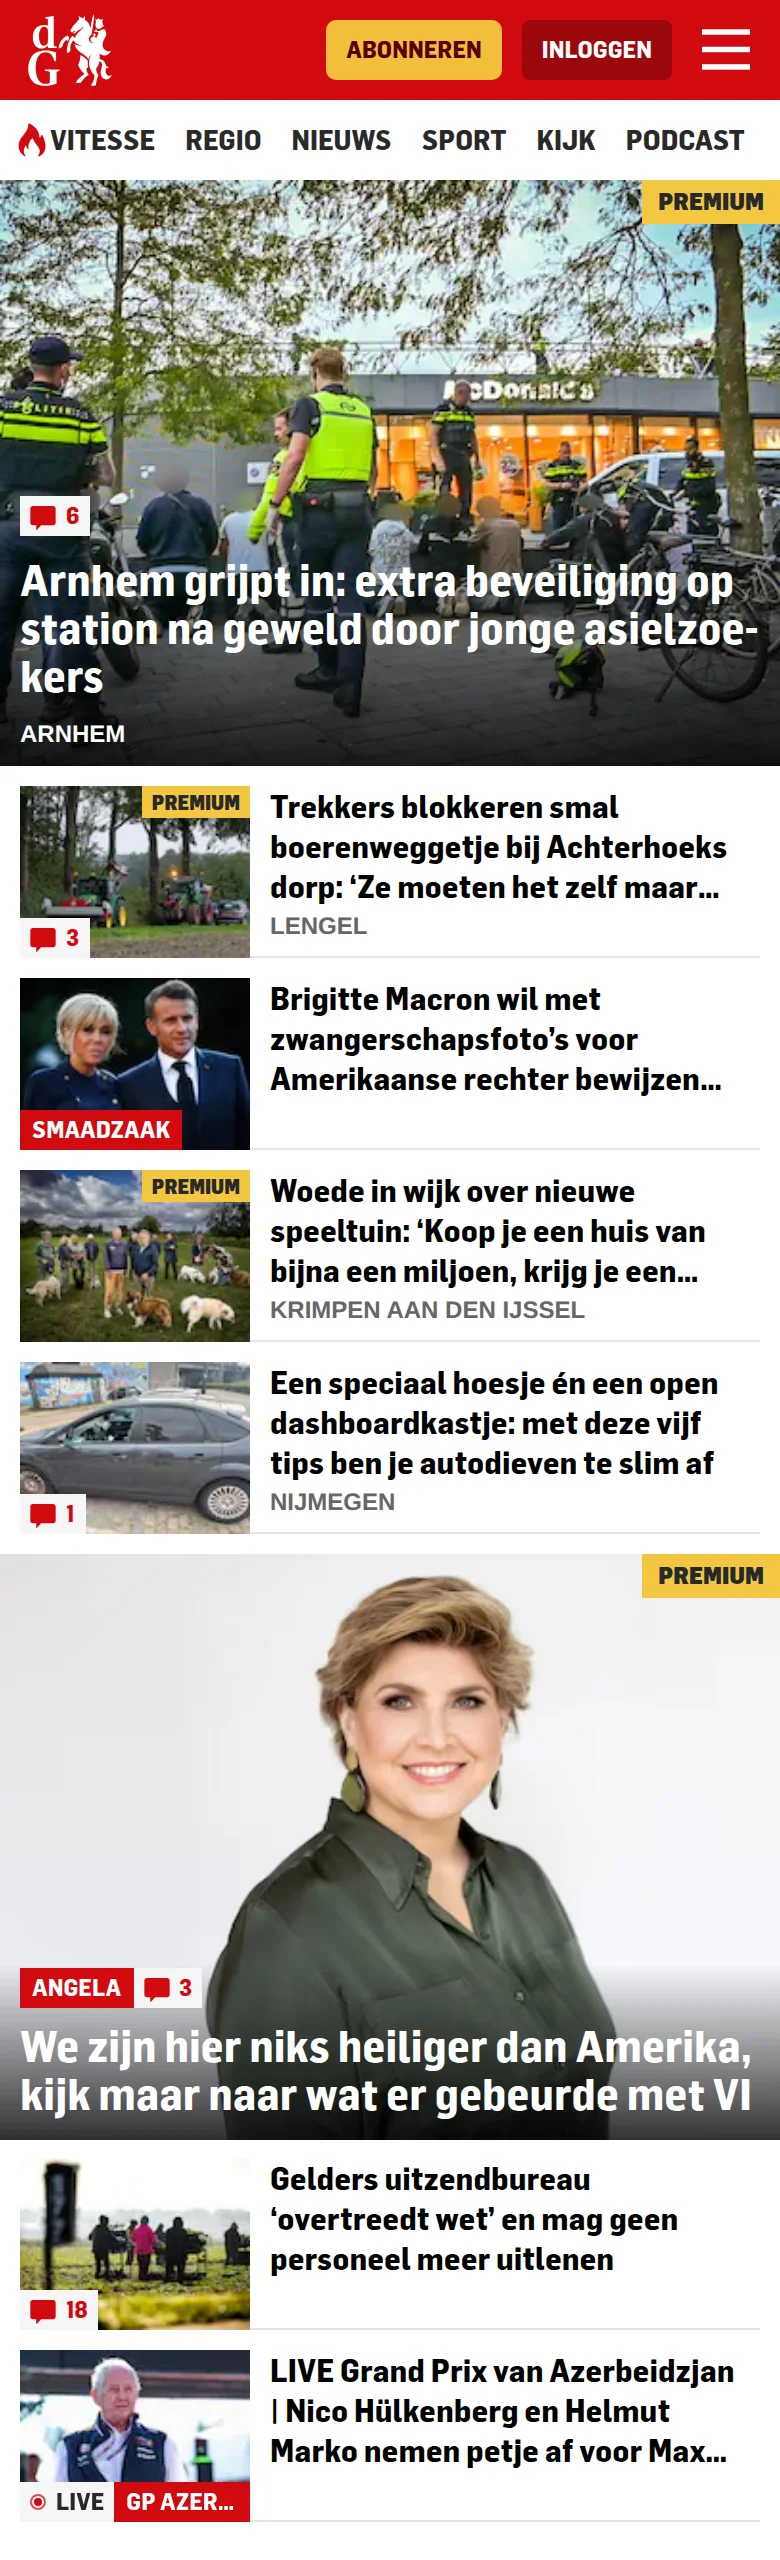 dG
ABONNEREN
INLOGGEN
VITESSE REGIO NIEUWS SPORT KIJK PODCAST
PREMIUM
McDonald's
POLITIE
6
Arnhem grijpt in: extra beveiliging op
station na geweld door jonge asielzoe-
kers
ARNHEM
PREMIUM
3
Trekkers blokkeren smal
boerenweggetje bij Achterhoeks
dorp: ‘Ze moeten het zelf maar...
LENGEL
SMAADZAAK
Brigitte Macron wil met
zwangerschapsfoto’s voor
Amerikaanse rechter bewijzen...
PREMIUM
Woede in wijk over nieuwe
speeltuin: ‘Koop je een huis van
bijna een miljoen, krijg je een...
KRIMPEN AAN DEN IJSSEL
1
Een speciaal hoesje én een open
dashboardkastje: met deze vijf
tips ben je autodieven te slim af
NIJMEGEN
PREMIUM
ANGELA
3
We zijn hier niks heiliger dan Amerika,
kijk maar naar wat er gebeurde met VI
18
Gelders uitzendbureau
‘overtreedt wet’ en mag geen
personeel meer uitlenen
LIVE
GP AZER...
LIVE Grand Prix van Azerbeidzjan
| Nico Hülkenberg en Helmut
Marko nemen petje af voor Max...